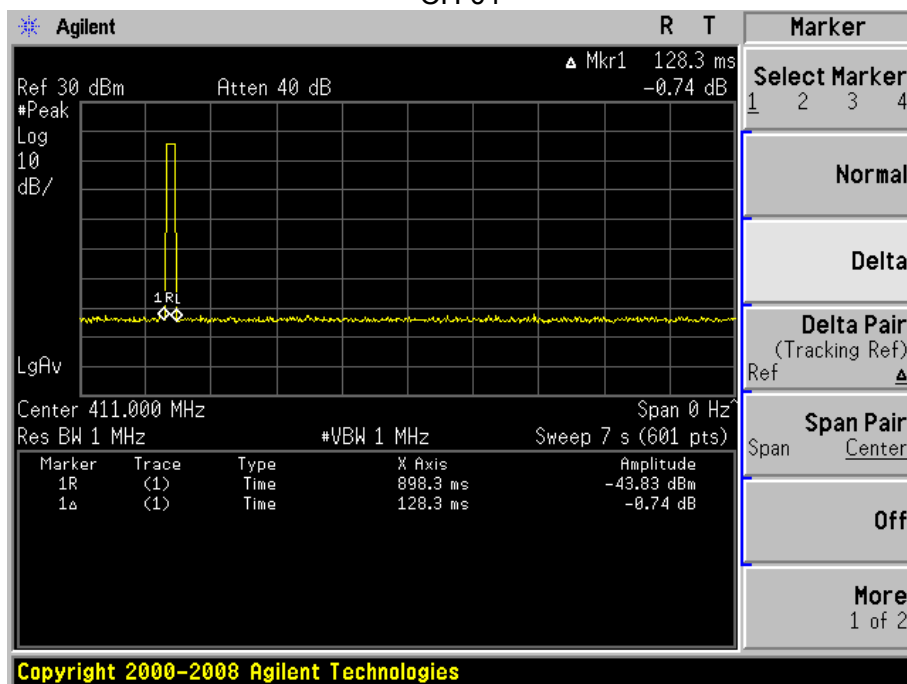 Agilent R T Marker
Δ Mkr1 128.3 ms
Ref 30 dBm Atten 40 dB -0.74 dB
#Peak
Log
10
dB/
1R
LgAv
Center 411.000 MHz Span 0 Hz^
Res BW 1 MHz #VBW 1 MHz Sweep 7 s (601 pts)
Marker Trace Type X Axis Amplitude
1R (1) Time 898.3 ms -43.83 dBm
1Δ (1) Time 128.3 ms -0.74 dB
Select Marker
1 2 3 4
Normal
Delta
Delta Pair
(Tracking Ref)
Ref Δ
Span Pair
Span Center
Off
More
1 of 2
Copyright 2000-2008 Agilent Technologies